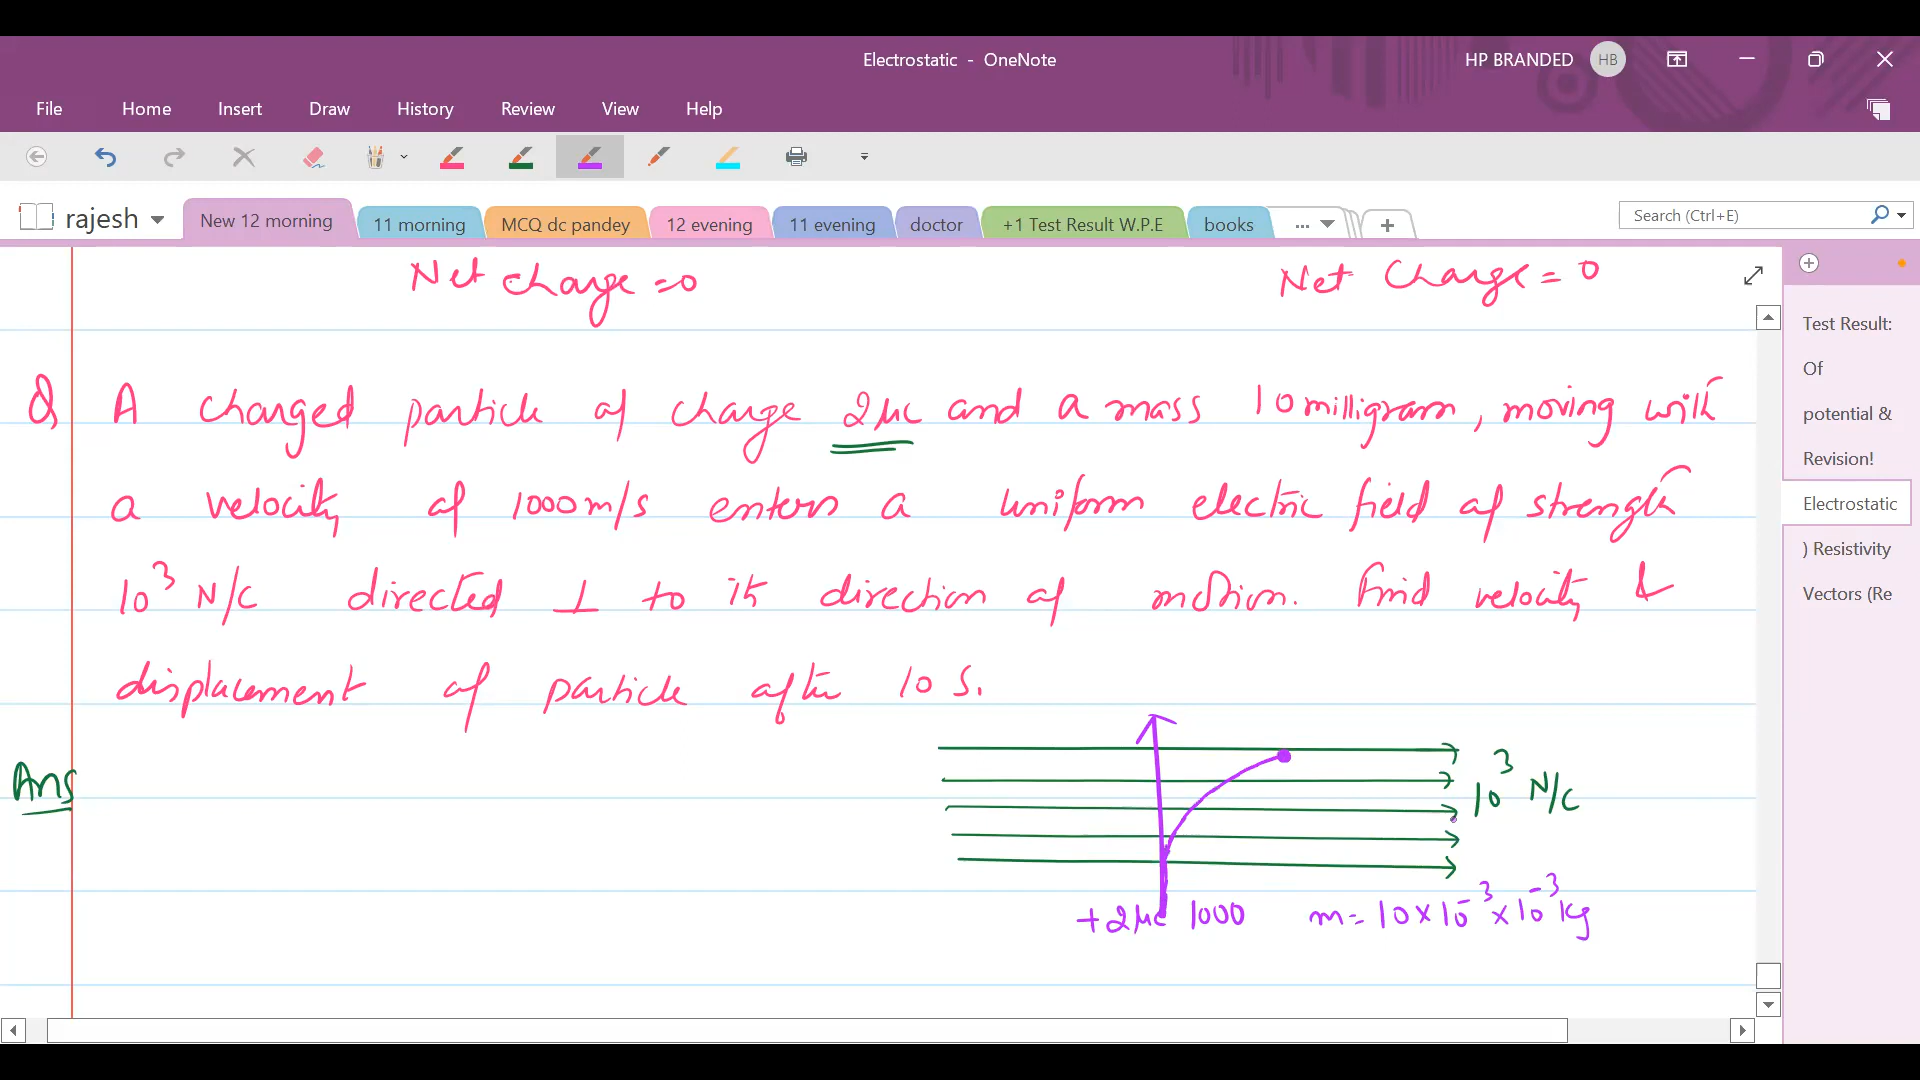 Electrostatic - OneNote
HP BRANDED HB
File Home Insert Draw History Review View Help
rajesh New 12 morning 11 morning MCQ dc pandey 12 evening 11 evening doctor +1 Test Result W.P.E books ... +
Search (Ctrl+E)
Net charge =0
Net Charge = 0
Q A charged particle of charge 2μc and a mass 10 milligram, moving with
a velocity of 1000m/s enters a uniform electric field of strength
10³ N/C directed ⊥ to its direction of motion. Find velocity &
displacement of particle after 10 s.
Ans
10³ N/C
+2μc 1000 m= 10×10⁻³×10⁻³kg
Test Result:
Of
potential &
Revision!
Electrostatic
) Resistivity
Vectors (Re